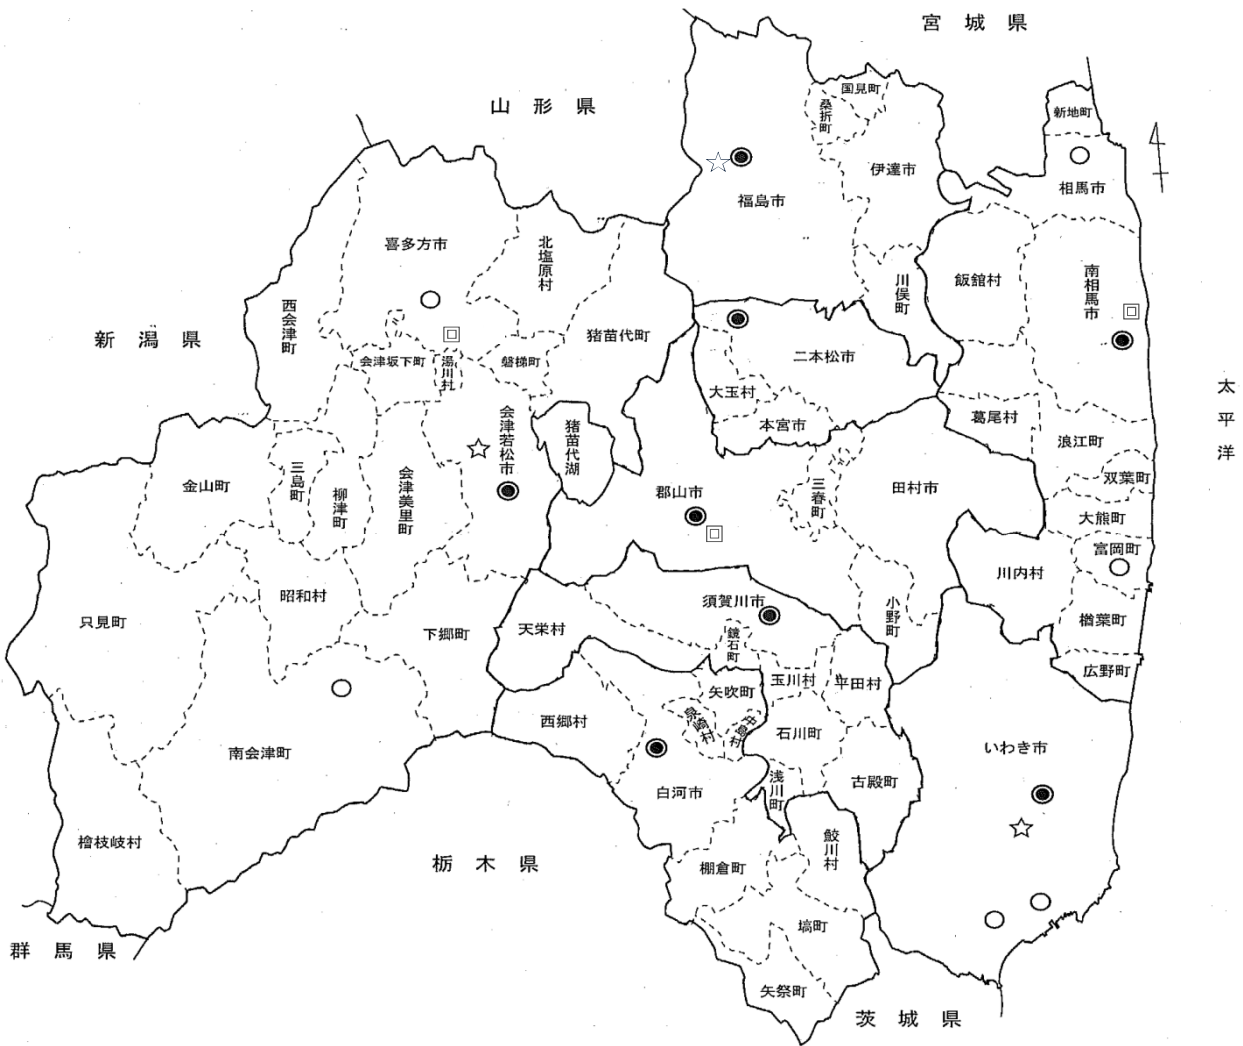 宮城県
山形県
国見町
桑折町
新地町
伊達市
相馬市
福島市
喜多方市
北塩原村
川俣町
飯舘村
南相馬市
西会津町
新潟県
猪苗代町
二本松市
会津坂下町
湯川村
磐梯町
太平洋
大玉村
本宮市
葛尾村
浪江町
会津若松市
猪苗代湖
双葉町
三島町
金山町
柳津町
会津美里町
郡山市
三春町
田村市
大熊町
富岡町
川内村
昭和村
只見町
須賀川市
小野町
楢葉町
天栄村
下郷町
鏡石町
広野町
玉川村
平田村
矢吹町
西郷村
泉崎村
中島村
石川町
いわき市
南会津町
古殿町
浅川町
白河市
檜枝岐村
鮫川村
栃木県
棚倉町
塙町
群馬県
矢祭町
茨城県